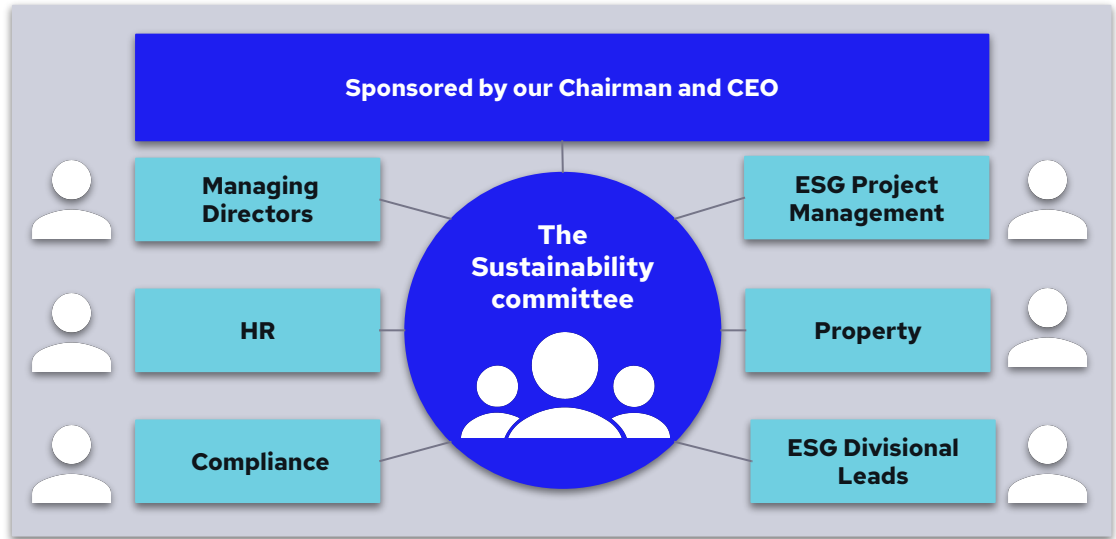 Sponsored by our Chairman and CEO
Managing
Directors
ESG Project
Management
The
Sustainability
committee
HR
Property
Compliance
ESG Divisional
Leads